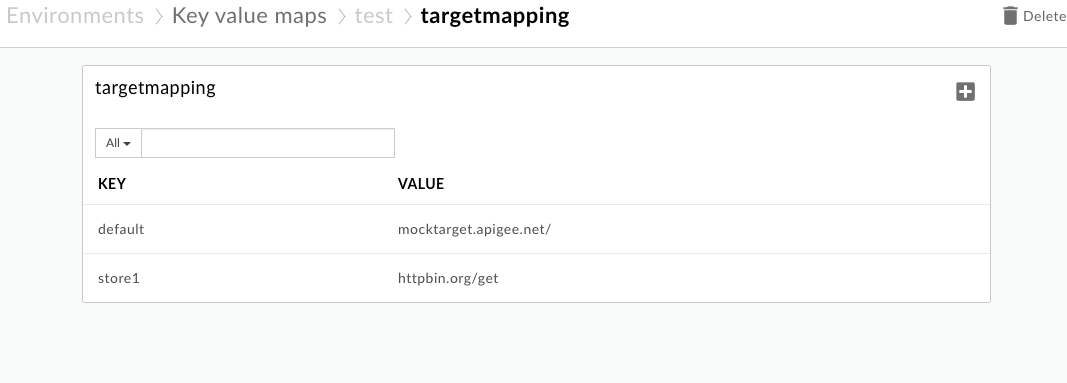 Environments > Key value maps > test > targetmapping
Delete
targetmapping
All
KEY VALUE
default mocktarget.apigee.net/
store1 httpbin.org/get